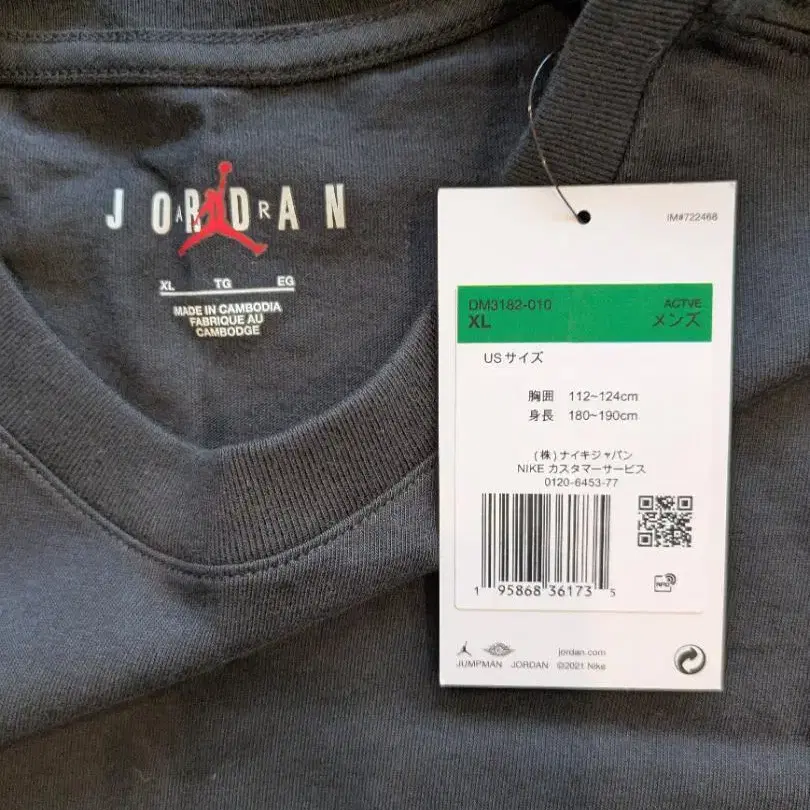 JORDAN
AIR
XL TG EG
MADE IN CAMBODIA
FABRIQUE AU
CAMBODGE
IM#722468
DM3182-010 ACTVE
XL メンズ
US サイズ
胸囲 112~124cm
身長 180~190cm
(株)ナイキジャパン
NIKE カスタマーサービス
0120-6453-77
1 95868 36173 5
jordan.com
JUMPMAN JORDAN ©2021 Nike